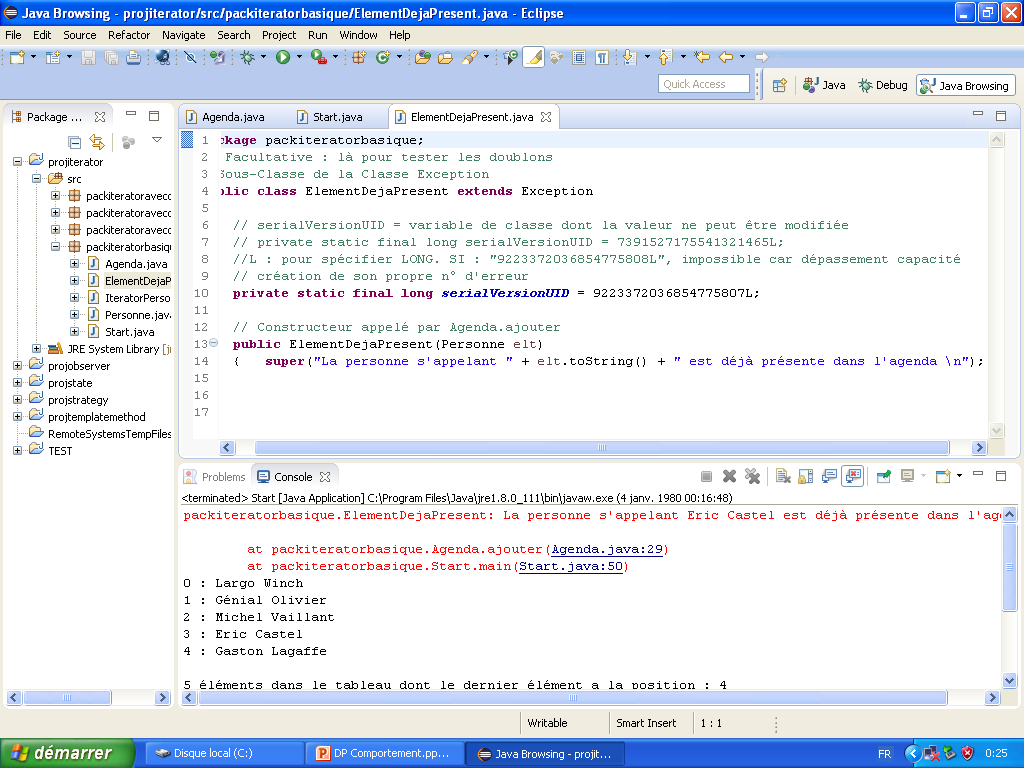 Java Browsing - projiterator/src/packiteratorbasique/ElementDejaPresent.java - Eclipse
File Edit Source Refactor Navigate Search Project Run Window Help
Quick Access
Java Debug Java Browsing
Package ...
projiterator
src
packiteratoravecc
packiteratoravecc
packiteratoravecc
packiteratorbasiqu
Agenda.java
ElementDejaP
IteratorPerso
Personne.jav
Start.java
JRE System Library [j
projobserver
projstate
projstrategy
projtemplatemethod
RemoteSystemsTempFiles
TEST
Agenda.java Start.java ElementDejaPresent.java
1 ckage packiteratorbasique;
2 Facultative : là pour tester les doublons
3 Sous-Classe de la Classe Exception
4 blic class ElementDejaPresent extends Exception
5
6 // serialVersionUID = variable de classe dont la valeur ne peut être modifiée
7 // private static final long serialVersionUID = 7391527175541321465L;
8 //L : pour spécifier LONG. SI : "9223372036854775808L", impossible car dépassement capacité
9 // création de son propre n° d'erreur
10 private static final long serialVersionUID = 9223372036854775807L;
11
12 // Constructeur appelé par Agenda.ajouter
13 public ElementDejaPresent(Personne elt)
14 { super("La personne s'appelant " + elt.toString() + " est déjà présente dans l'agenda \n");
15
16
17
Problems Console
<terminated> Start [Java Application] C:\Program Files\Java\jre1.8.0_111\bin\javaw.exe (4 janv. 1980 00:16:48)
packiteratorbasique.ElementDejaPresent: La personne s'appelant Eric Castel est déjà présente dans l'age
at packiteratorbasique.Agenda.ajouter(Agenda.java:29)
at packiteratorbasique.Start.main(Start.java:50)
0 : Largo Winch
1 : Génial Olivier
2 : Michel Vaillant
3 : Eric Castel
4 : Gaston Lagaffe
5 éléments dans le tableau dont le dernier élément a la position : 4
Writable Smart Insert 1 : 1
démarrer Disque local (C:) DP Comportement.pp... Java Browsing - projit... FR 0:25